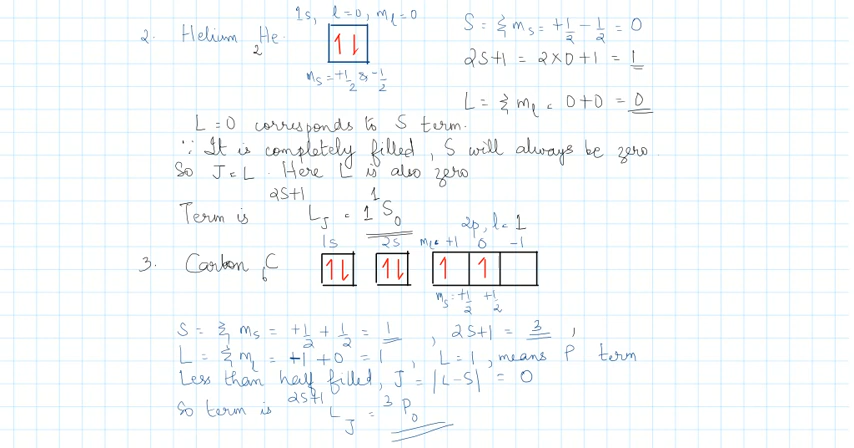 1s, l=0, ml=0
2. Helium 2He. 1↿⇂
ms=+1/2 & -1/2
S = Σ ms = +1/2 - 1/2 = 0
2S+1 = 2×0+1 = 1
L = Σ ml = 0+0 = 0
L=0 corresponds to S term.
∵ It is completely filled, S will always be zero.
So J=L. Here L is also zero
Term is 2S+1 L J = 1 1S0
1s 2s 2p, l=1
ml= +1 0 -1
3. Carbon 6C ↿⇂ ↿⇂ ↿ ↿
ms=+1/2 +1/2
S = Σ ms = +1/2 + 1/2 = 1, 2S+1 = 3,
L = Σ ml = +1+0 = 1, L=1, means P term
Less than half filled, J = |L-S| = 0
So term is 2S+1 L J = 3P0